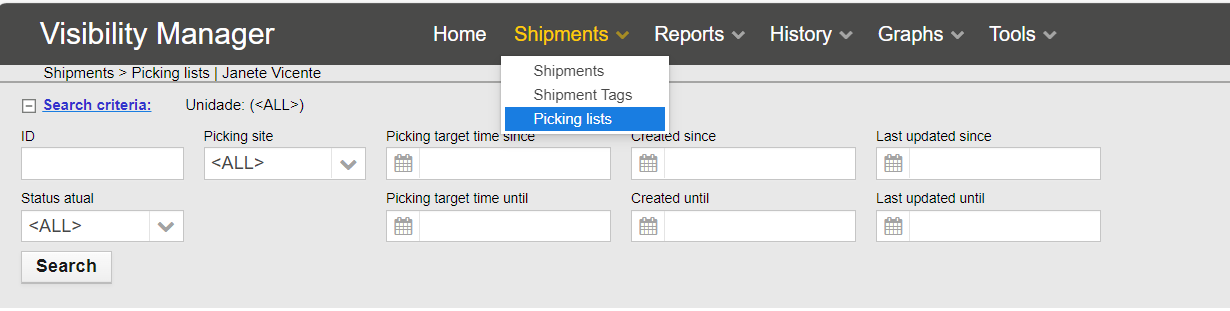 Visibility Manager
Home Shipments Reports History Graphs Tools
Shipments > Picking lists | Janete Vicente
Shipments
Shipment Tags
Picking lists
Search criteria: Unidade: (<ALL>)
ID Picking site Picking target time since Created since Last updated since
<ALL>
Status atual Picking target time until Created until Last updated until
<ALL>
Search